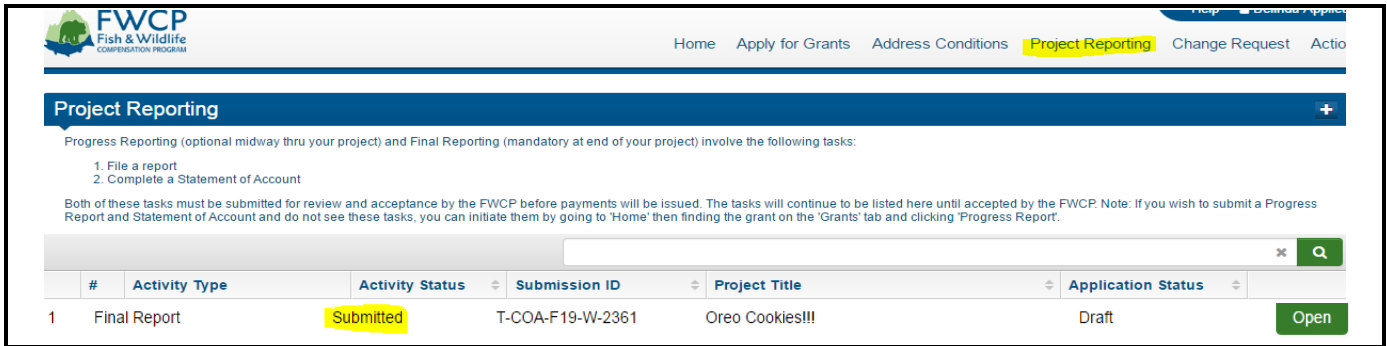 FWCP
Fish & Wildlife
COMPENSATION PROGRAM
Home Apply for Grants Address Conditions Project Reporting Change Request Actio
Project Reporting
Progress Reporting (optional midway thru your project) and Final Reporting (mandatory at end of your project) involve the following tasks:
1. File a report
2. Complete a Statement of Account
Both of these tasks must be submitted for review and acceptance by the FWCP before payments will be issued. The tasks will continue to be listed here until accepted by the FWCP. Note: If you wish to submit a Progress
Report and Statement of Account and do not see these tasks, you can initiate them by going to 'Home' then finding the grant on the 'Grants' tab and clicking 'Progress Report'.
# Activity Type Activity Status Submission ID Project Title Application Status
1 Final Report Submitted T-COA-F19-W-2361 Oreo Cookies!!! Draft Open